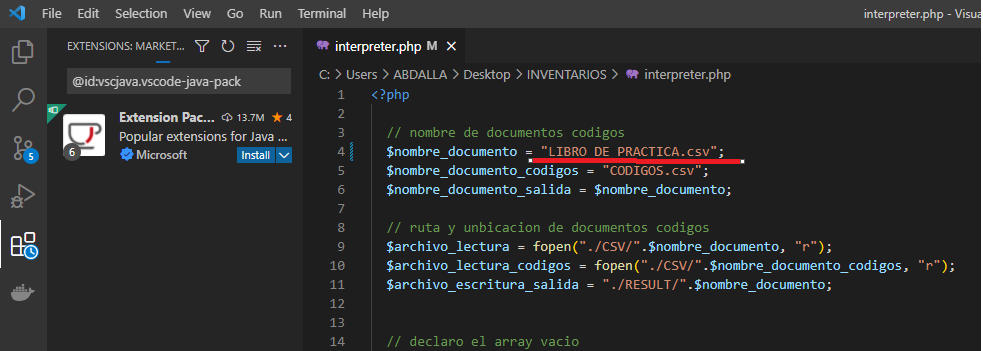 File Edit Selection View Go Run Terminal Help
interpreter.php - Visua
EXTENSIONS: MARKET...
@id:vscjava.vscode-java-pack
Extension Pac... 13.7M 4
Popular extensions for Java ...
Microsoft
Install
6
5
interpreter.php M
C: > Users > ABDALLA > Desktop > INVENTARIOS > interpreter.php
1 <?php
2
3 // nombre de documentos codigos
4 $nombre_documento = "LIBRO DE PRACTICA.csv";
5 $nombre_documento_codigos = "CODIGOS.csv";
6 $nombre_documento_salida = $nombre_documento;
7
8 // ruta y unbicacion de documentos codigos
9 $archivo_lectura = fopen("./CSV/".$nombre_documento, "r");
10 $archivo_lectura_codigos = fopen("./CSV/".$nombre_documento_codigos, "r");
11 $archivo_escritura_salida = "./RESULT/".$nombre_documento;
12
13
14 // declaro el array vacio